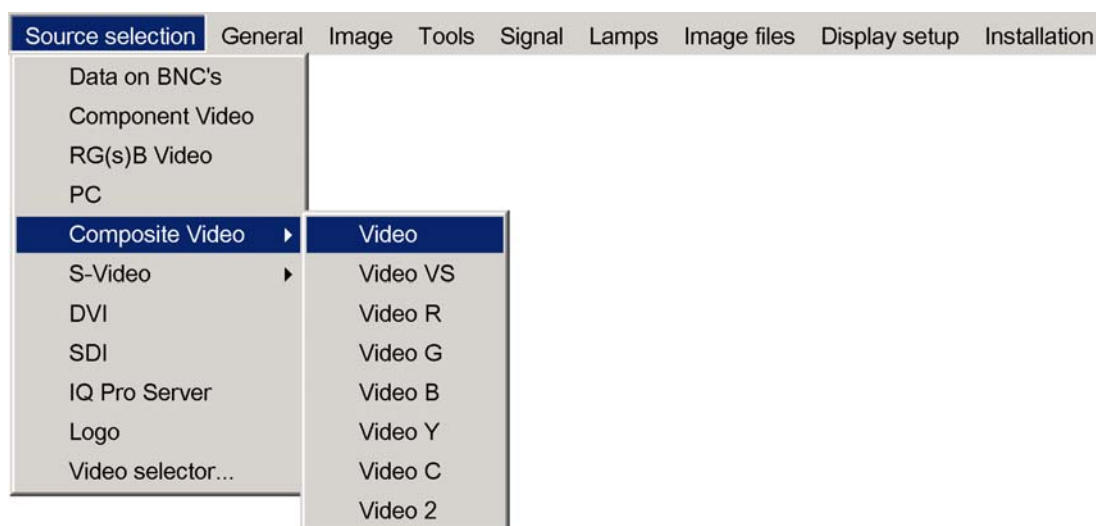 Source selection General Image Tools Signal Lamps Image files Display setup Installation
Data on BNC's
Component Video
RG(s)B Video
PC
Composite Video
S-Video
DVI
SDI
IQ Pro Server
Logo
Video selector...
Video
Video VS
Video R
Video G
Video B
Video Y
Video C
Video 2